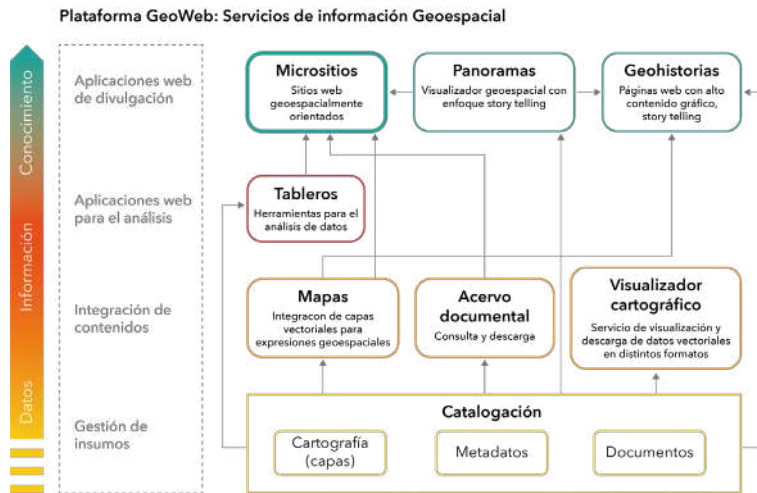 Plataforma GeoWeb: Servicios de información Geoespacial
Conocimiento
Información
Datos
Aplicaciones web
de divulgación
Aplicaciones web
para el análisis
Integración de
contenidos
Gestión de
insumos
Micrositios
Sitios web
geoespacialmente
orientados
Panoramas
Visualizador geoespacial con
enfoque story telling
Geohistorias
Páginas web con alto
contenido gráfico,
story telling
Tableros
Herramientas para el
análisis de datos
Mapas
Integracon de capas
vectoriales para
expresiones geoespaciales
Acervo
documental
Consulta y descarga
Visualizador
cartográfico
Servicio de visualización y
descarga de datos vectoriales
en distintos formatos
Catalogación
Cartografía
(capas)
Metadatos
Documentos